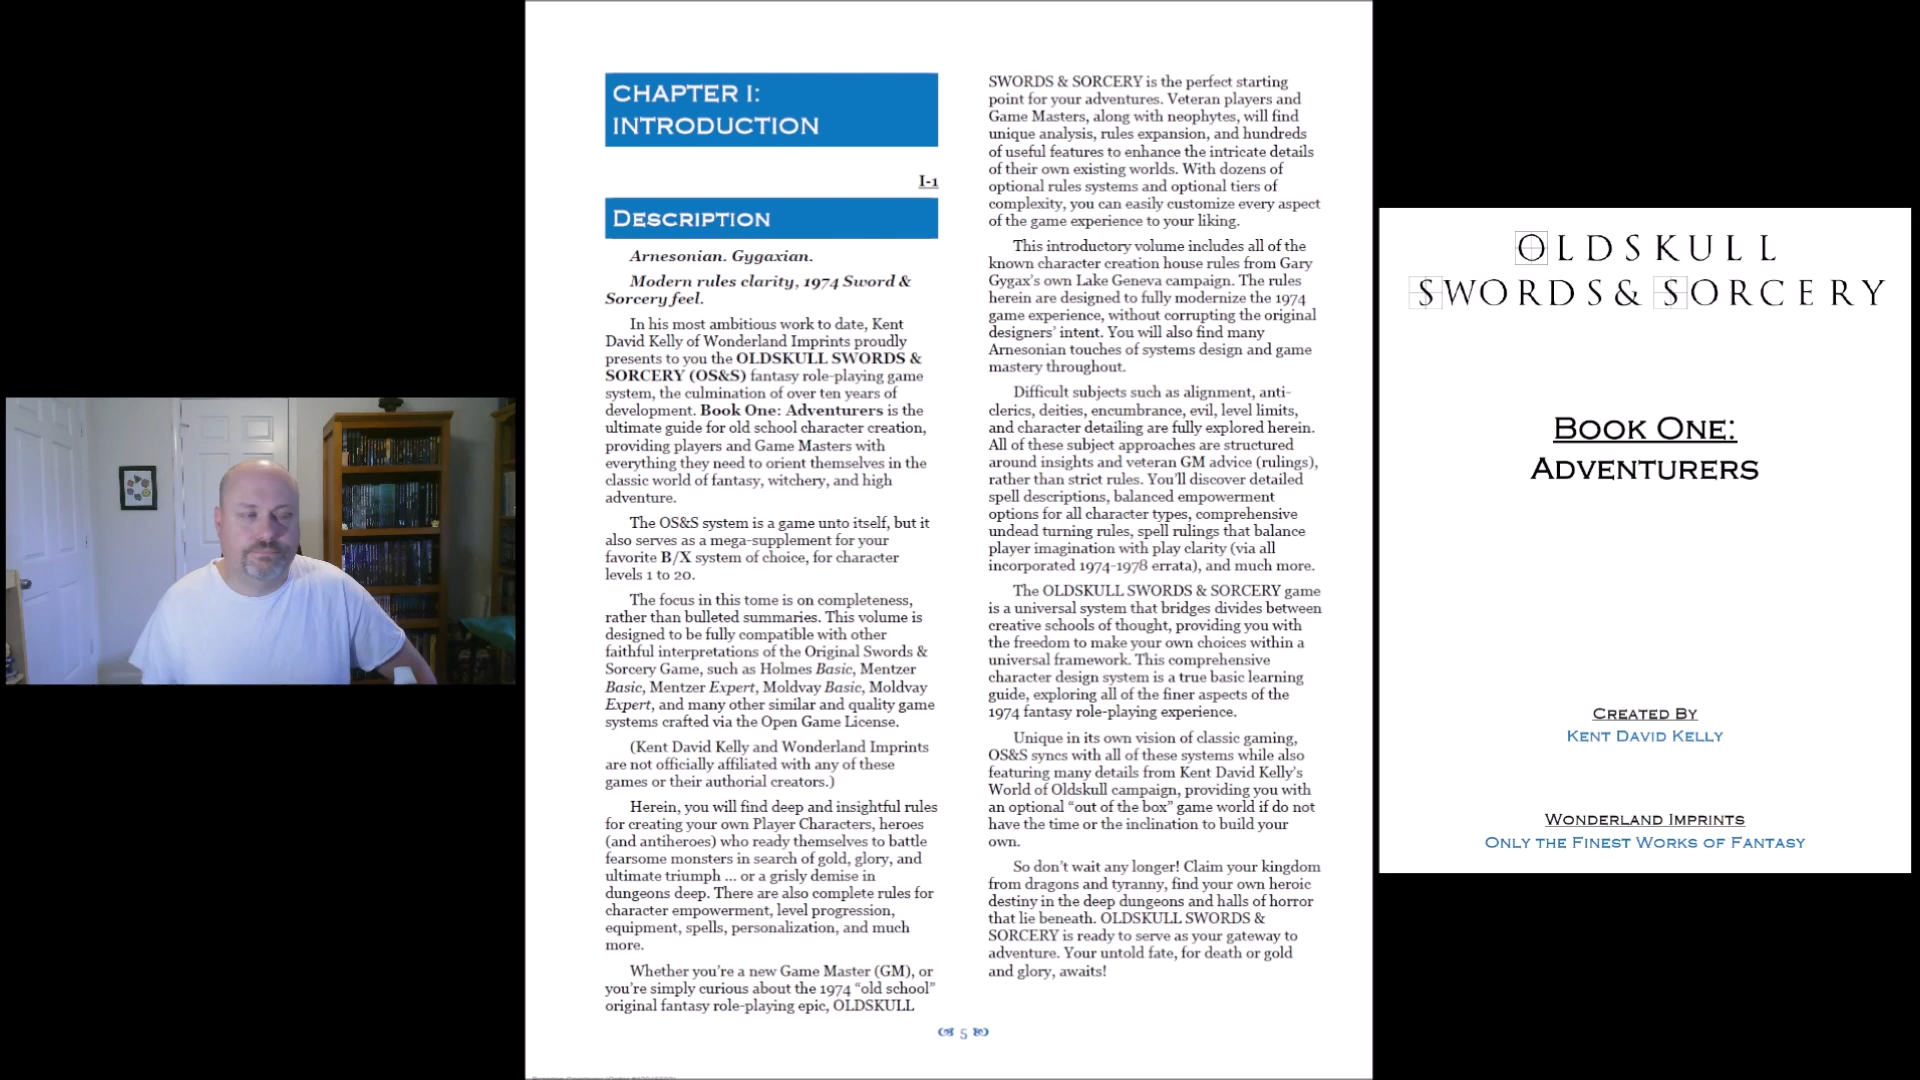 CHAPTER I:
INTRODUCTION
I-1
DESCRIPTION
Arnesonian. Gygaxian.
Modern rules clarity, 1974 Sword &
Sorcery feel.
In his most ambitious work to date, Kent
David Kelly of Wonderland Imprints proudly
presents to you the OLDSKULL SWORDS &
SORCERY (OS&S) fantasy role-playing game
system, the culmination of over ten years of
development. Book One: Adventurers is the
ultimate guide for old school character creation,
providing players and Game Masters with
everything they need to orient themselves in the
classic world of fantasy, witchery, and high
adventure.
The OS&S system is a game unto itself, but it
also serves as a mega-supplement for your
favorite B/X system of choice, for character
levels 1 to 20.
The focus in this tome is on completeness,
rather than bulleted summaries. This volume is
designed to be fully compatible with other
faithful interpretations of the Original Swords &
Sorcery Game, such as Holmes Basic, Mentzer
Basic, Mentzer Expert, Moldvay Basic, Moldvay
Expert, and many other similar and quality game
systems crafted via the Open Game License.
(Kent David Kelly and Wonderland Imprints
are not officially affiliated with any of these
games or their authorial creators.)
Herein, you will find deep and insightful rules
for creating your own Player Characters, heroes
(and antiheroes) who ready themselves to battle
fearsome monsters in search of gold, glory, and
ultimate triumph ... or a grisly demise in
dungeons deep. There are also complete rules for
character empowerment, level progression,
equipment, spells, personalization, and much
more.
Whether you're a new Game Master (GM), or
you're simply curious about the 1974 “old school”
original fantasy role-playing epic, OLDSKULL
SWORDS & SORCERY is the perfect starting
point for your adventures. Veteran players and
Game Masters, along with neophytes, will find
unique analysis, rules expansion, and hundreds
of useful features to enhance the intricate details
of their own existing worlds. With dozens of
optional rules systems and optional tiers of
complexity, you can easily customize every aspect
of the game experience to your liking.
This introductory volume includes all of the
known character creation house rules from Gary
Gygax's own Lake Geneva campaign. The rules
herein are designed to fully modernize the 1974
game experience, without corrupting the original
designers' intent. You will also find many
Arnesonian touches of systems design and game
mastery throughout.
Difficult subjects such as alignment, anti-
clerics, deities, encumbrance, evil, level limits,
and character detailing are fully explored herein.
All of these subject approaches are structured
around insights and veteran GM advice (rulings),
rather than strict rules. You'll discover detailed
spell descriptions, balanced empowerment
options for all character types, comprehensive
undead turning rules, spell rulings that balance
player imagination with play clarity (via all
incorporated 1974-1978 errata), and much more.
The OLDSKULL SWORDS & SORCERY game
is a universal system that bridges divides between
creative schools of thought, providing you with
the freedom to make your own choices within a
universal framework. This comprehensive
character design system is a true basic learning
guide, exploring all of the finer aspects of the
1974 fantasy role-playing experience.
Unique in its own vision of classic gaming,
OS&S syncs with all of these systems while also
featuring many details from Kent David Kelly's
World of Oldskull campaign, providing you with
an optional “out of the box” game world if do not
have the time or the inclination to build your
own.
So don't wait any longer! Claim your kingdom
from dragons and tyranny, find your own heroic
destiny in the deep dungeons and halls of horror
that lie beneath. OLDSKULL SWORDS &
SORCERY is ready to serve as your gateway to
adventure. Your untold fate, for death or gold
and glory, awaits!
5
OLDSKULL
SWORDS & SORCERY
BOOK ONE:
ADVENTURERS
CREATED BY
KENT DAVID KELLY
WONDERLAND IMPRINTS
ONLY THE FINEST WORKS OF FANTASY